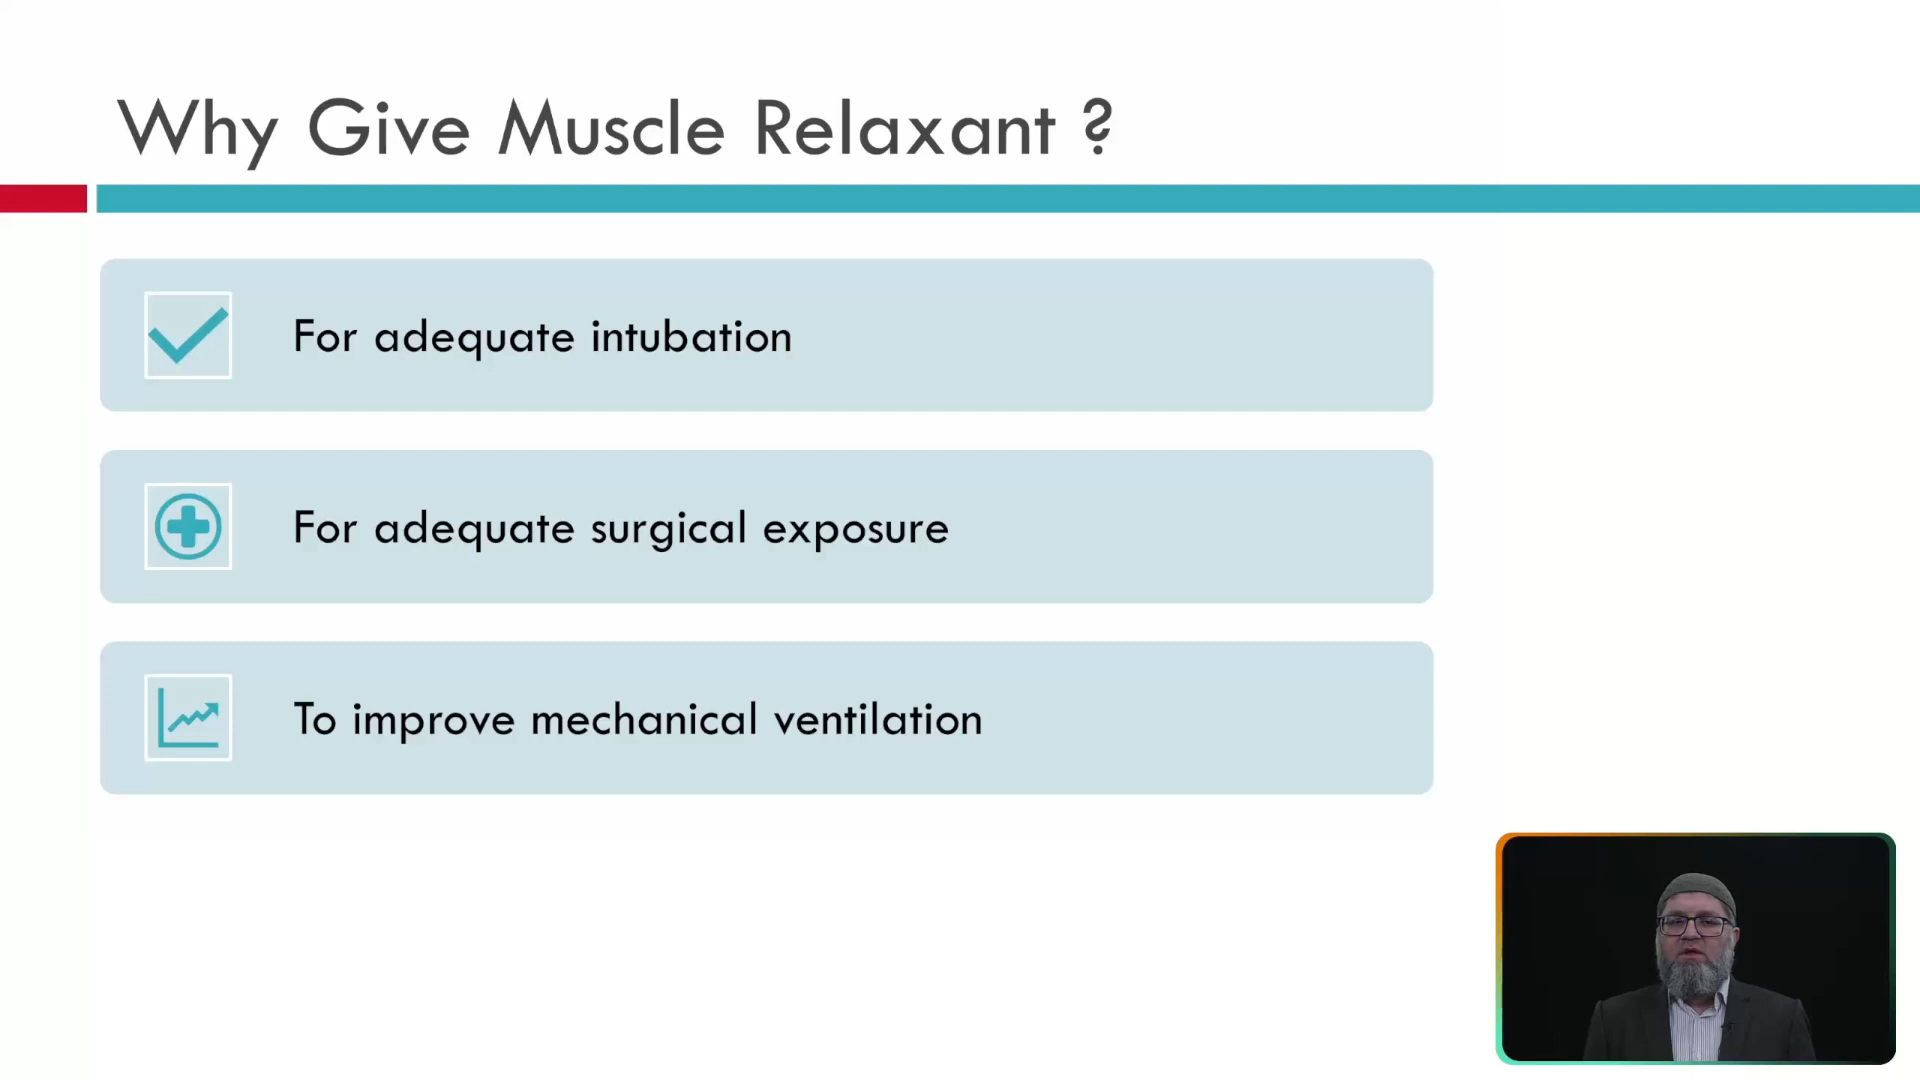 Why Give Muscle Relaxant ?
For adequate intubation
For adequate surgical exposure
To improve mechanical ventilation